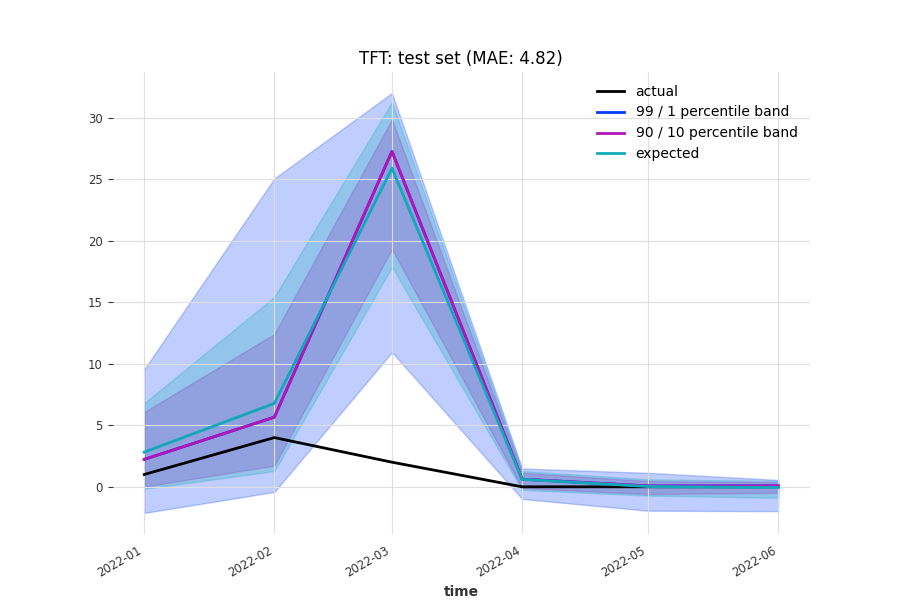 TFT: test set (MAE: 4.82)
actual
99 / 1 percentile band
90 / 10 percentile band
expected
30
25
20
15
10
5
0
2022-01
2022-02
2022-03
2022-04
2022-05
2022-06
time